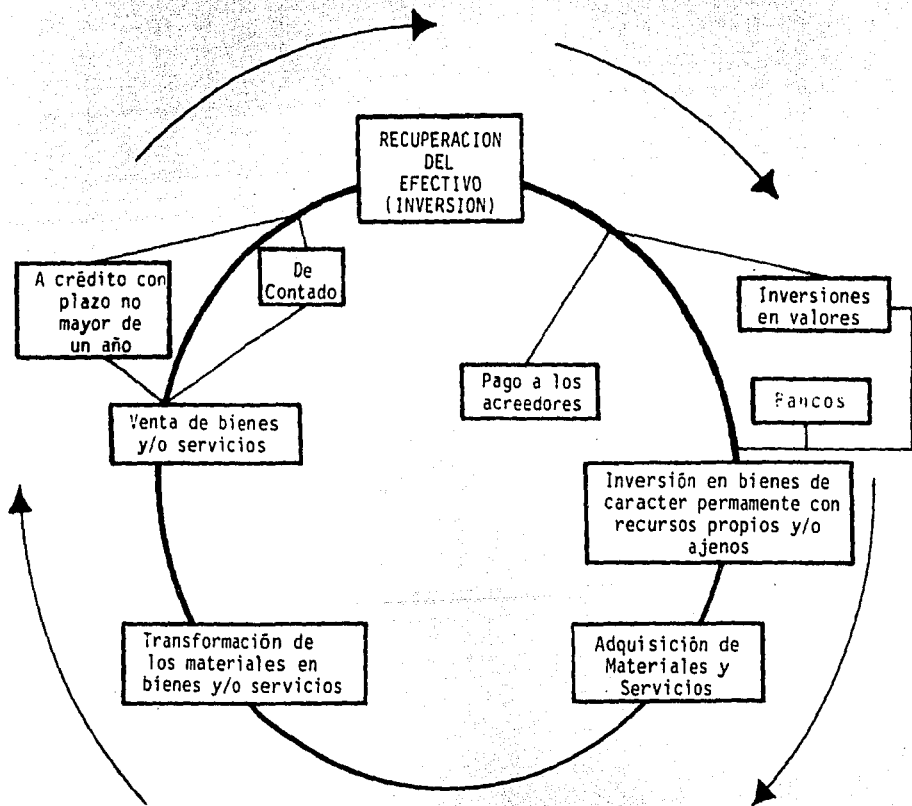 RECUPERACION
DEL
EFECTIVO
(INVERSION)
A crédito con
plazo no
mayor de
un año
De
Contado
Inversiones
en valores
Pago a los
acreedores
Bancos
Venta de bienes
y/o servicios
Inversión en bienes de
caracter permamente con
recursos propios y/o
ajenos
Transformación de
los materiales en
bienes y/o servicios
Adquisición de
Materiales y
Servicios